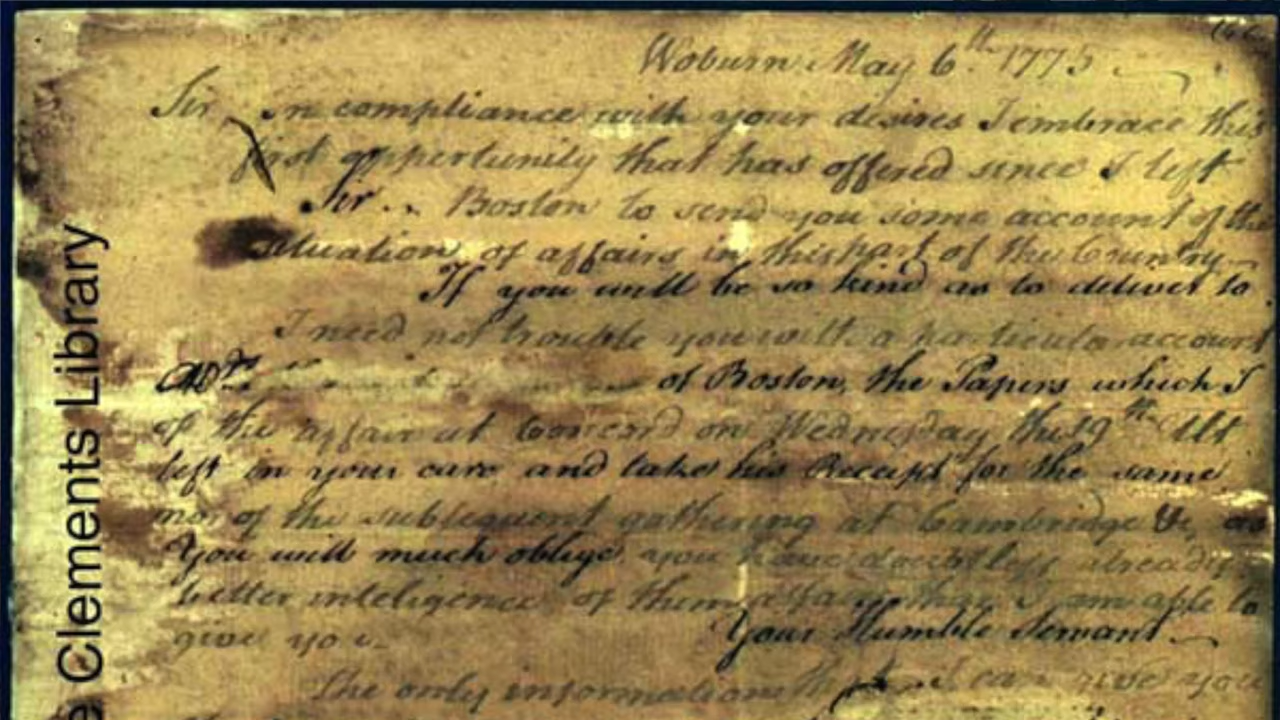 Woburn May 6th 1775
Sir In compliance with your desires I embrace this
first oppertunity that has offered since I left
Sir.. Boston to send you some account of the
situation of affairs in this part of the Country
If you will be so kind as to deliver to
I need not trouble you with a particular account
of Boston, the Papers which I
of the affair at Concord on Wednesday the 19th Ult
left in your care and take his Receipt for the same
nor of the subsequent gathering at Cambridge &c, as
You will much oblige you have doubtless already
better inteligence of them affairs than I am able to
give you
Your Humble Servant
The only information that I can give you
Clements Library